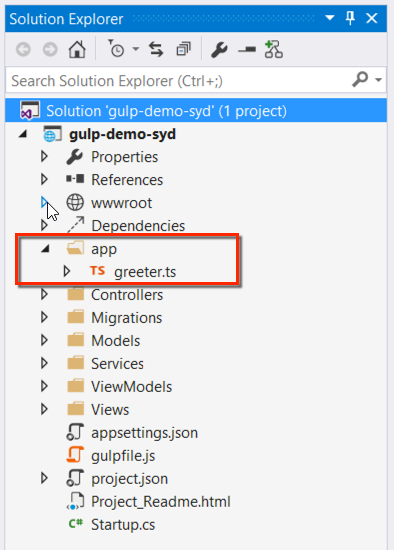 Solution Explorer
Search Solution Explorer (Ctrl+;)
Solution 'gulp-demo-syd' (1 project)
gulp-demo-syd
Properties
References
wwwroot
Dependencies
app
TS greeter.ts
Controllers
Migrations
Models
Services
ViewModels
Views
appsettings.json
gulpfile.js
project.json
Project_Readme.html
C# Startup.cs